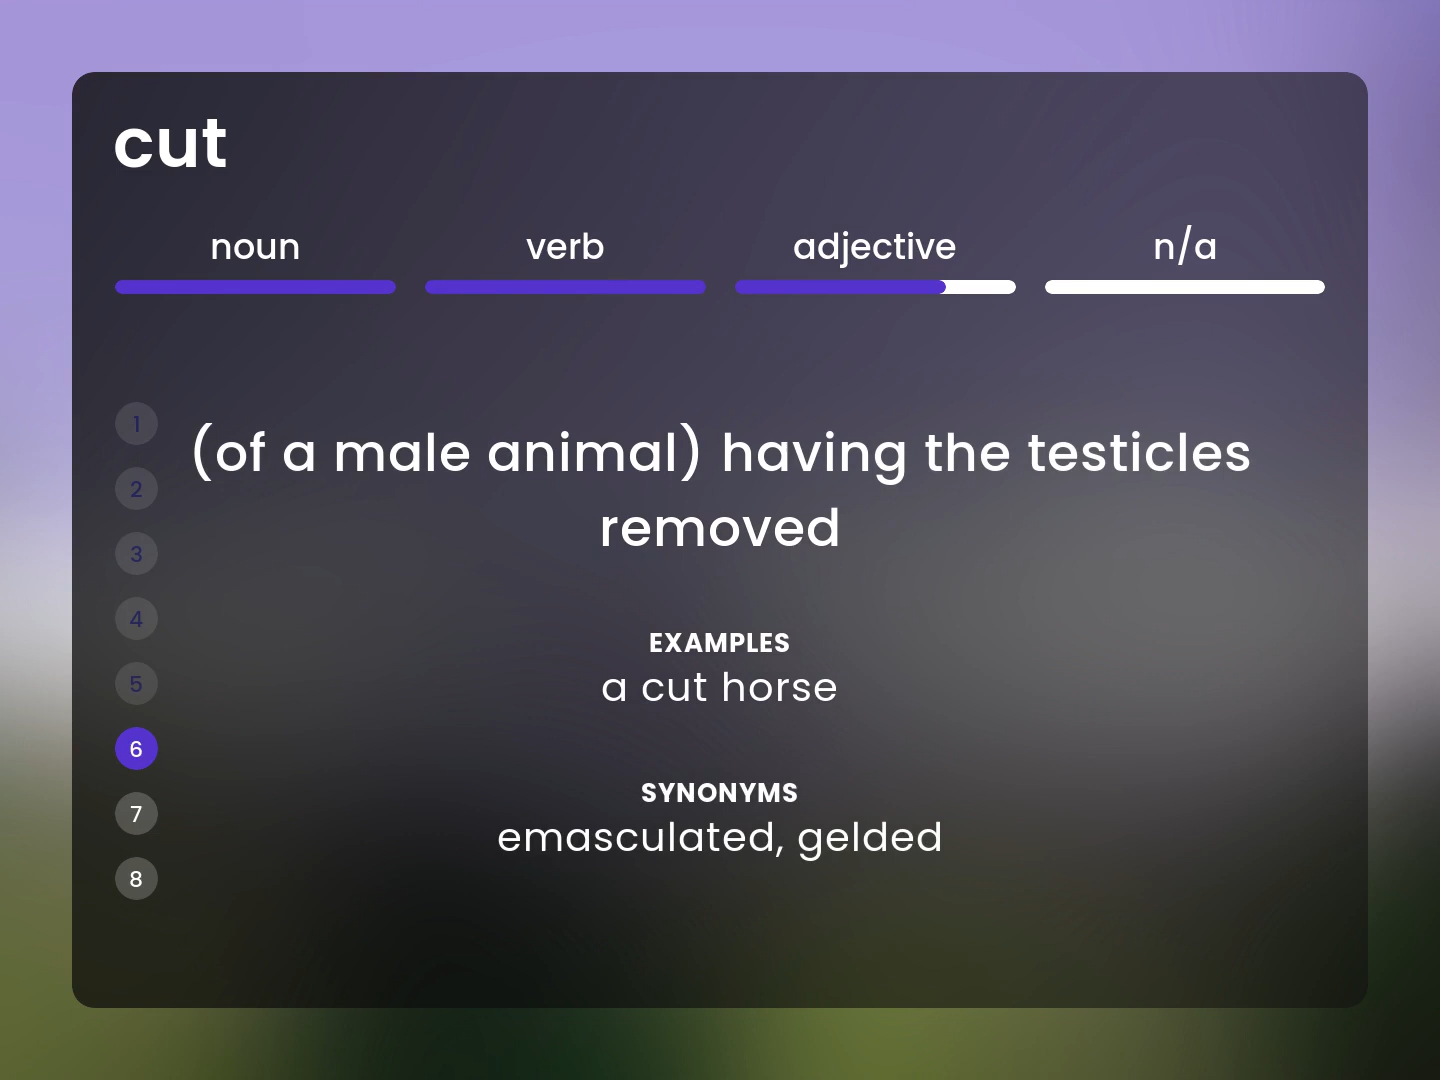 cut
noun
verb
adjective
n/a
1
2
3
4
5
6
7
8
(of a male animal) having the testicles
removed
EXAMPLES
a cut horse
SYNONYMS
emasculated, gelded